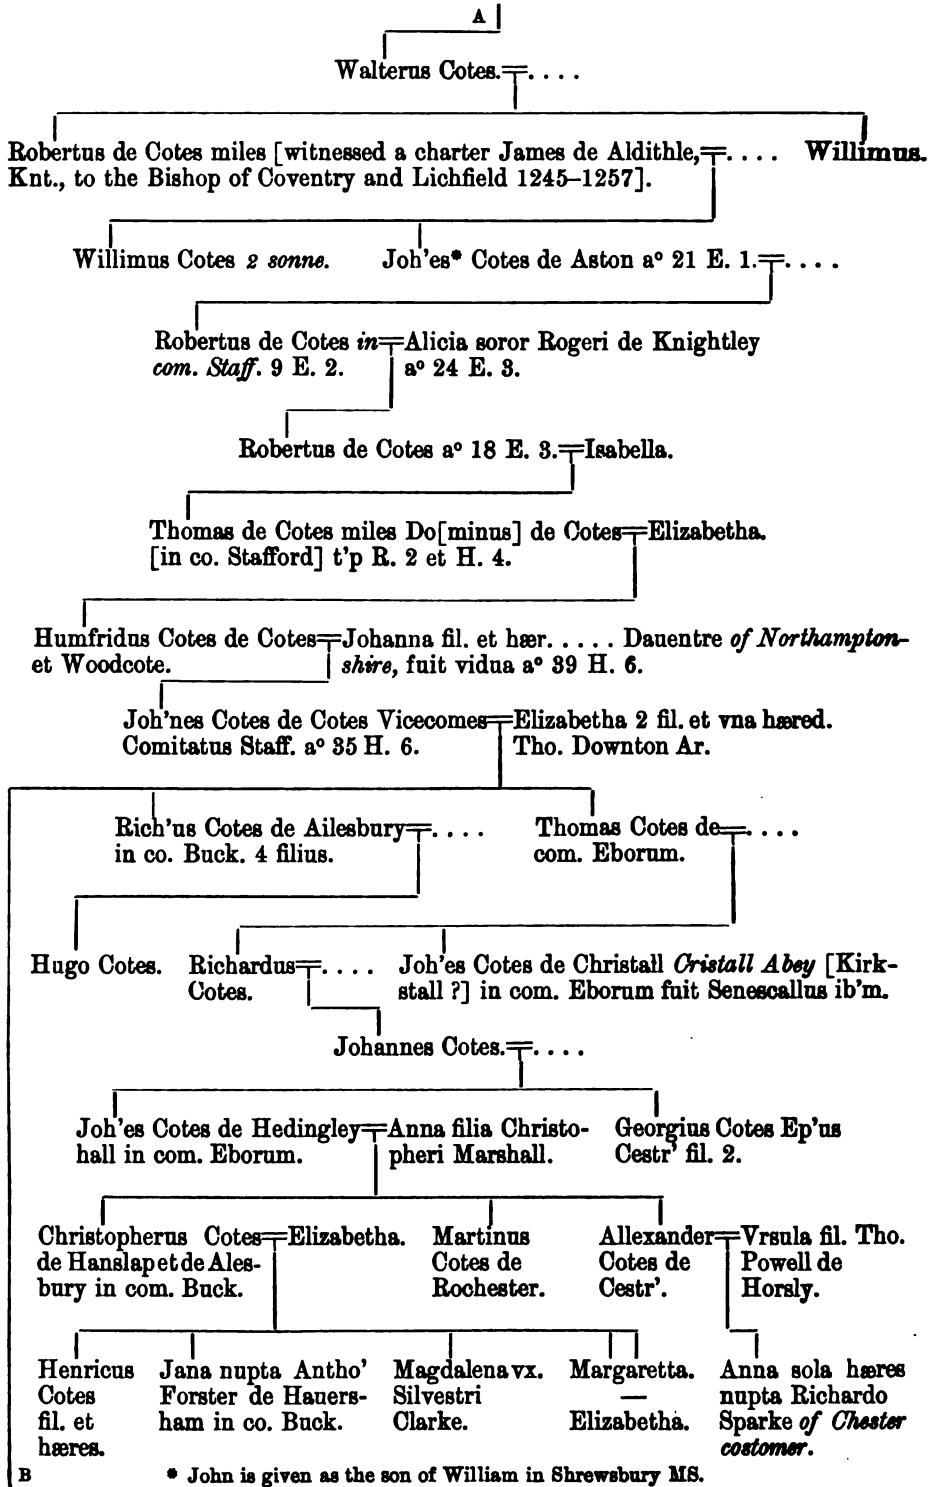 A
Walterus Cotes.=. . . .
Robertus de Cotes miles [witnessed a charter James de Aldithle,=. . . . Willimus.
Knt., to the Bishop of Coventry and Lichfield 1245–1257].
Willimus Cotes 2 sonne. Joh'es* Cotes de Aston aº 21 E. 1.=. . . .
Robertus de Cotes in=Alicia soror Rogeri de Knightley
com. Staff. 9 E. 2. aº 24 E. 3.
Robertus de Cotes aº 18 E. 3.=Isabella.
Thomas de Cotes miles Do[minus] de Cotes=Elizabetha.
[in co. Stafford] t'p R. 2 et H. 4.
Humfridus Cotes de Cotes=Johanna fil. et hær. . . . . Dauentre of Northampton-
et Woodcote. shire, fuit vidua aº 39 H. 6.
Joh'nes Cotes de Cotes Vicecomes=Elizabetha 2 fil. et vna hæred.
Comitatus Staff. aº 35 H. 6. Tho. Downton Ar.
Rich'us Cotes de Ailesbury=. . . . Thomas Cotes de=. . . .
in co. Buck. 4 filius. com. Eborum.
Hugo Cotes. Richardus=. . . . Joh'es Cotes de Christall Cristall Abey [Kirk-
Cotes. stall ?] in com. Eborum fuit Senescallus ib'm.
Johannes Cotes.=. . . .
Joh'es Cotes de Hedingley=Anna filia Christo- Georgius Cotes Ep'us
hall in com. Eborum. pheri Marshall. Cestr' fil. 2.
Christopherus Cotes=Elizabetha. Martinus Allexander=Vrsula fil. Tho.
de Hanslap et de Ales- Cotes de Cotes de Powell de
bury in com. Buck. Rochester. Cestr'. Horsly.
Henricus Jana nupta Antho' Magdalena vx. Margaretta. Anna sola hæres
Cotes Forster de Hauers- Silvestri — nupta Richardo
fil. et ham in co. Buck. Clarke. Elizabetha. Sparke of Chester
hæres. costomer.
B * John is given as the son of William in Shrewsbury MS.